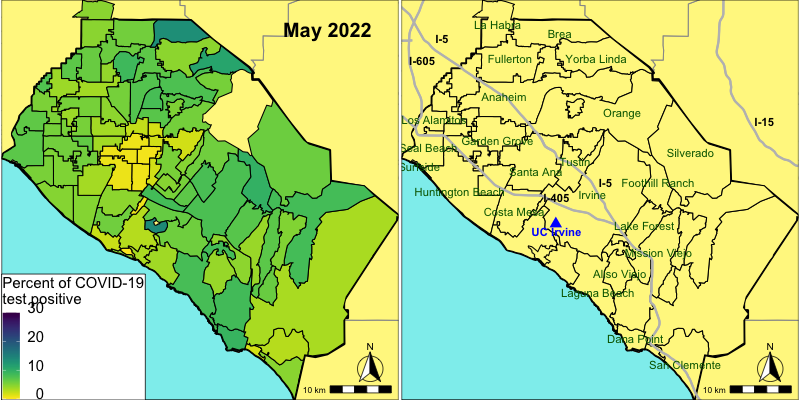 May 2022
Percent of COVID-19
test positive
30
20
10
0
N
10 km
La Habra
Brea
I-5
I-605
Fullerton
Yorba Linda
Anaheim
Orange
I-15
Los Alamitos
Garden Grove
Seal Beach
Sunside
Tustin
Silverado
Santa Ana
I-5
Foothill Ranch
Huntington Beach
I-405
Irvine
Costa Mesa
UC Irvine
Lake Forest
Mission Viejo
Aliso Viejo
Laguna Beach
Dana Point
San Clemente
N
10 km